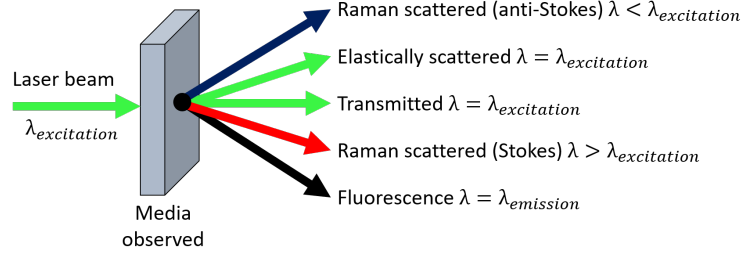 Raman scattered (anti-Stokes) λ < λexcitation
Elastically scattered λ = λexcitation
Laser beam
Transmitted λ = λexcitation
λexcitation
Raman scattered (Stokes) λ > λexcitation
Fluorescence λ = λemission
Media
observed